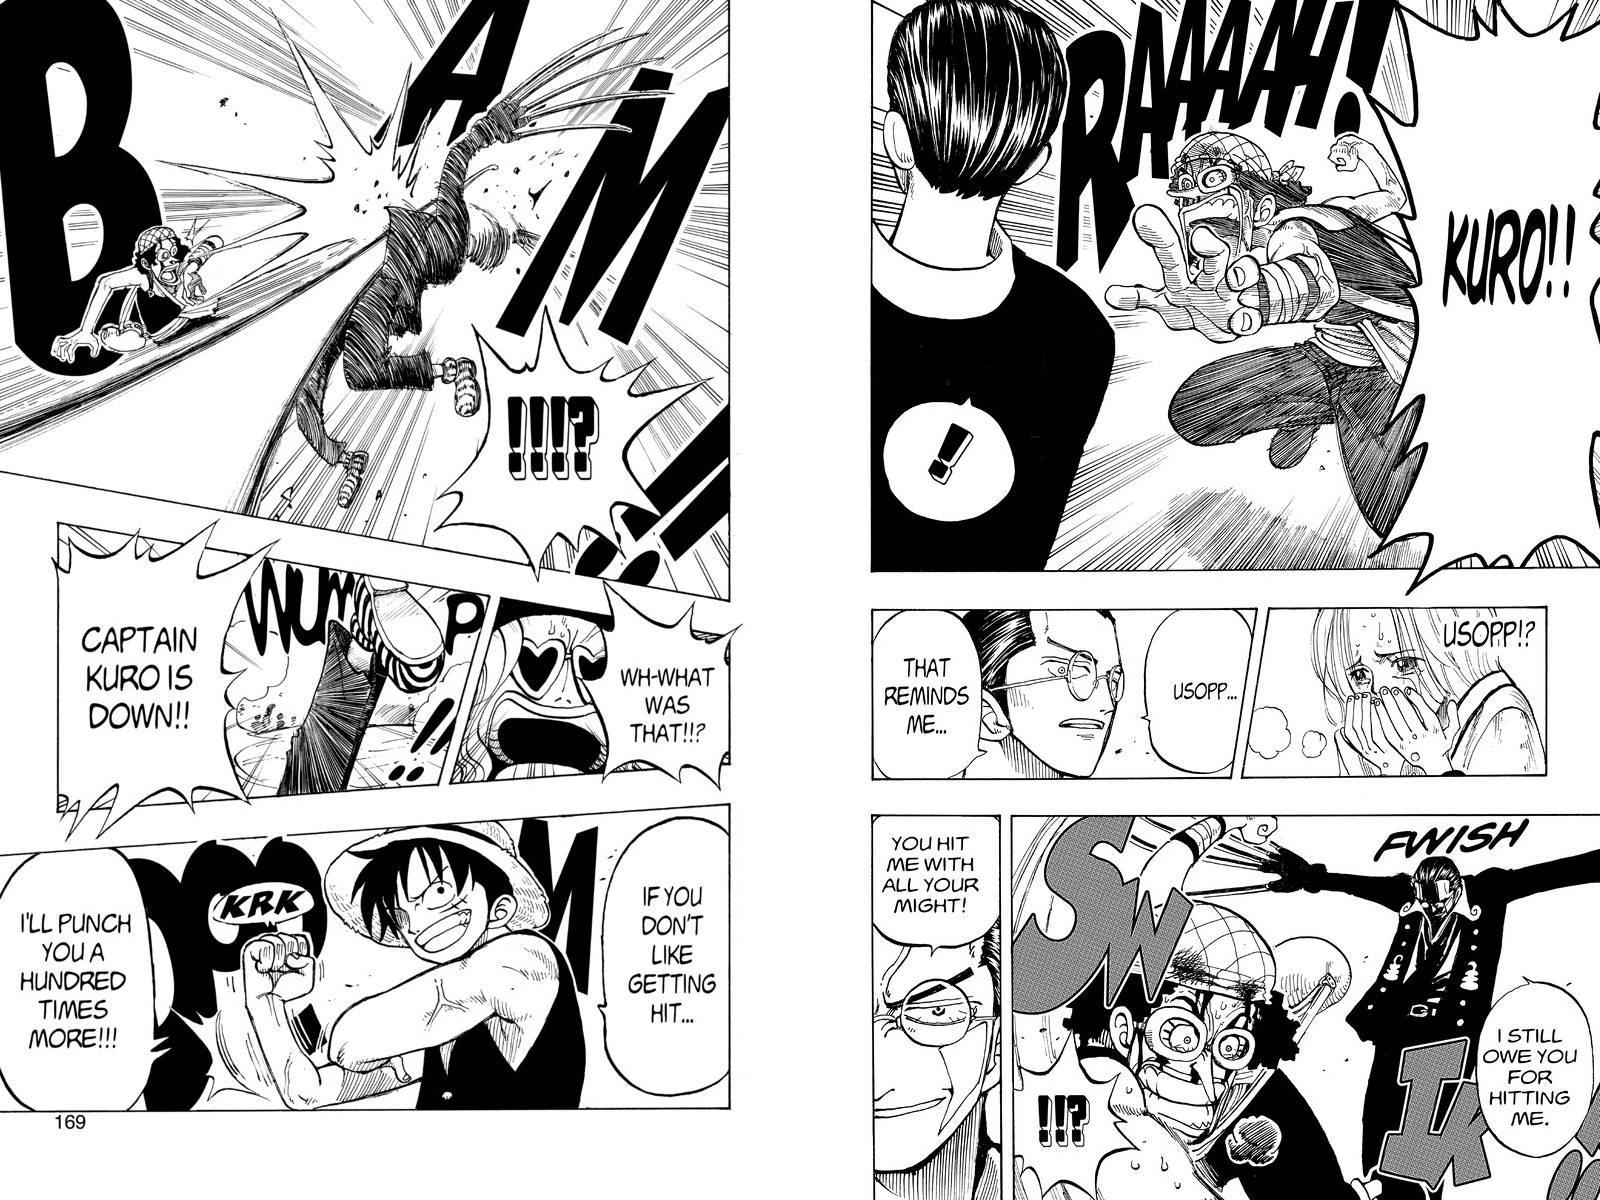 KURO!!
RAAAAH!
!
USOPP!?
USOPP...
THAT
REMINDS
ME...
FWISH
I STILL
OWE YOU
FOR
HITTING
ME.
SW
!!?
YOU HIT
ME WITH
ALL YOUR
MIGHT!
BAM
!!
!!!?
WH-WHAT
WAS
THAT!!?
WUMP
!!
CAPTAIN
KURO IS
DOWN!!
IF YOU
DON'T
LIKE
GETTING
HIT...
KRK
I'LL PUNCH
YOU A
HUNDRED
TIMES
MORE!!!
169